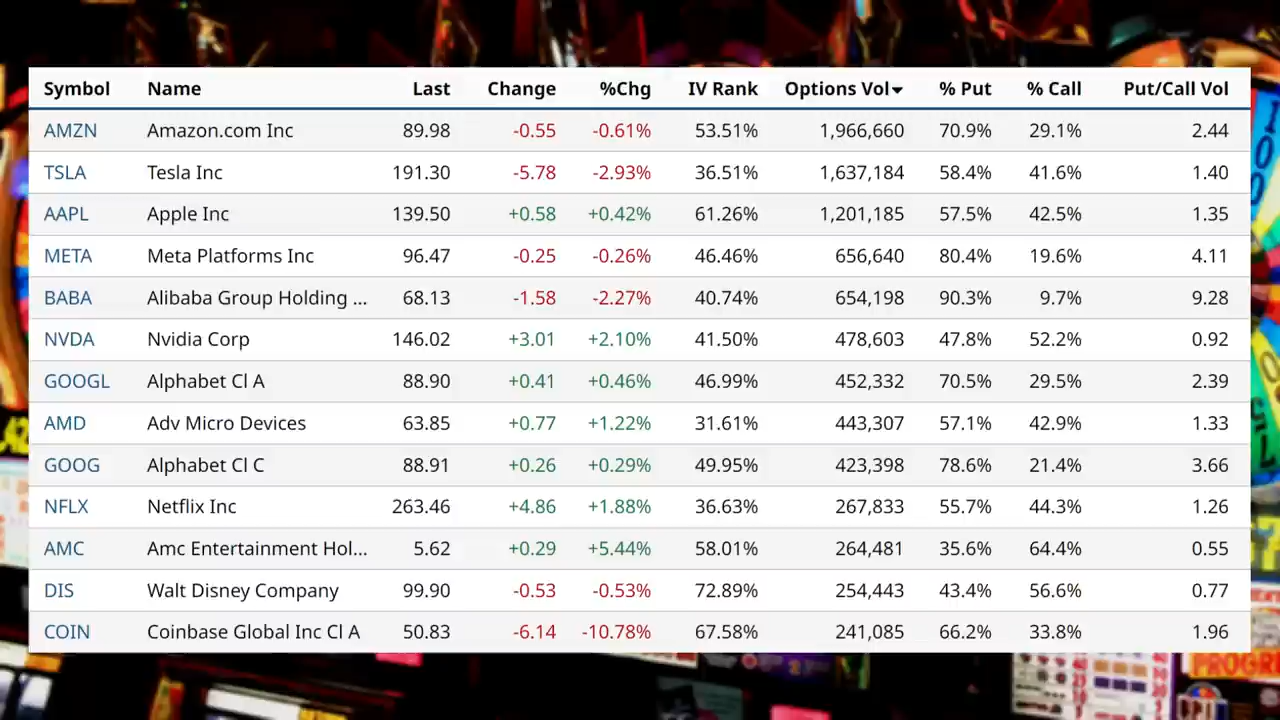 Symbol Name Last Change %Chg IV Rank Options Vol % Put % Call Put/Call Vol
AMZN Amazon.com Inc 89.98 -0.55 -0.61% 53.51% 1,966,660 70.9% 29.1% 2.44
TSLA Tesla Inc 191.30 -5.78 -2.93% 36.51% 1,637,184 58.4% 41.6% 1.40
AAPL Apple Inc 139.50 +0.58 +0.42% 61.26% 1,201,185 57.5% 42.5% 1.35
META Meta Platforms Inc 96.47 -0.25 -0.26% 46.46% 656,640 80.4% 19.6% 4.11
BABA Alibaba Group Holding ... 68.13 -1.58 -2.27% 40.74% 654,198 90.3% 9.7% 9.28
NVDA Nvidia Corp 146.02 +3.01 +2.10% 41.50% 478,603 47.8% 52.2% 0.92
GOOGL Alphabet Cl A 88.90 +0.41 +0.46% 46.99% 452,332 70.5% 29.5% 2.39
AMD Adv Micro Devices 63.85 +0.77 +1.22% 31.61% 443,307 57.1% 42.9% 1.33
GOOG Alphabet Cl C 88.91 +0.26 +0.29% 49.95% 423,398 78.6% 21.4% 3.66
NFLX Netflix Inc 263.46 +4.86 +1.88% 36.63% 267,833 55.7% 44.3% 1.26
AMC Amc Entertainment Hol... 5.62 +0.29 +5.44% 58.01% 264,481 35.6% 64.4% 0.55
DIS Walt Disney Company 99.90 -0.53 -0.53% 72.89% 254,443 43.4% 56.6% 0.77
COIN Coinbase Global Inc Cl A 50.83 -6.14 -10.78% 67.58% 241,085 66.2% 33.8% 1.96